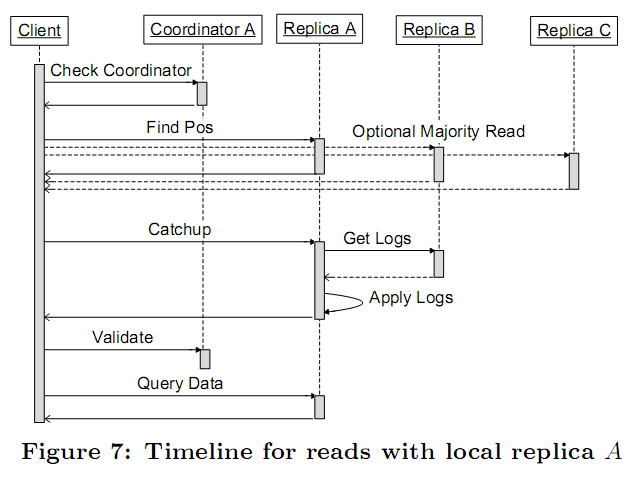 Client
Coordinator A
Replica A
Replica B
Replica C
Check Coordinator
Find Pos
Optional Majority Read
Catchup
Get Logs
Apply Logs
Validate
Query Data
Figure 7: Timeline for reads with local replica A